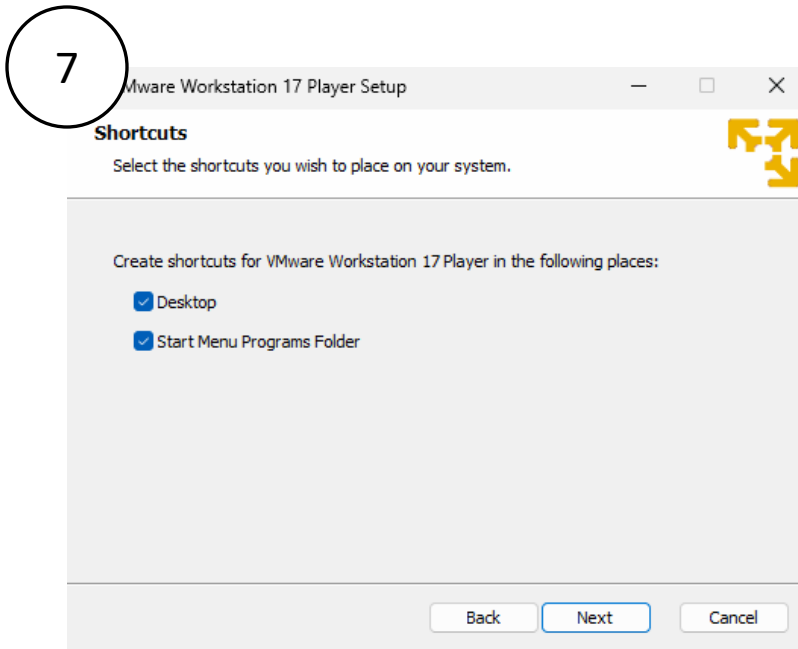 7
Mware Workstation 17 Player Setup
Shortcuts
Select the shortcuts you wish to place on your system.
Create shortcuts for VMware Workstation 17 Player in the following places:
Desktop
Start Menu Programs Folder
Back Next Cancel